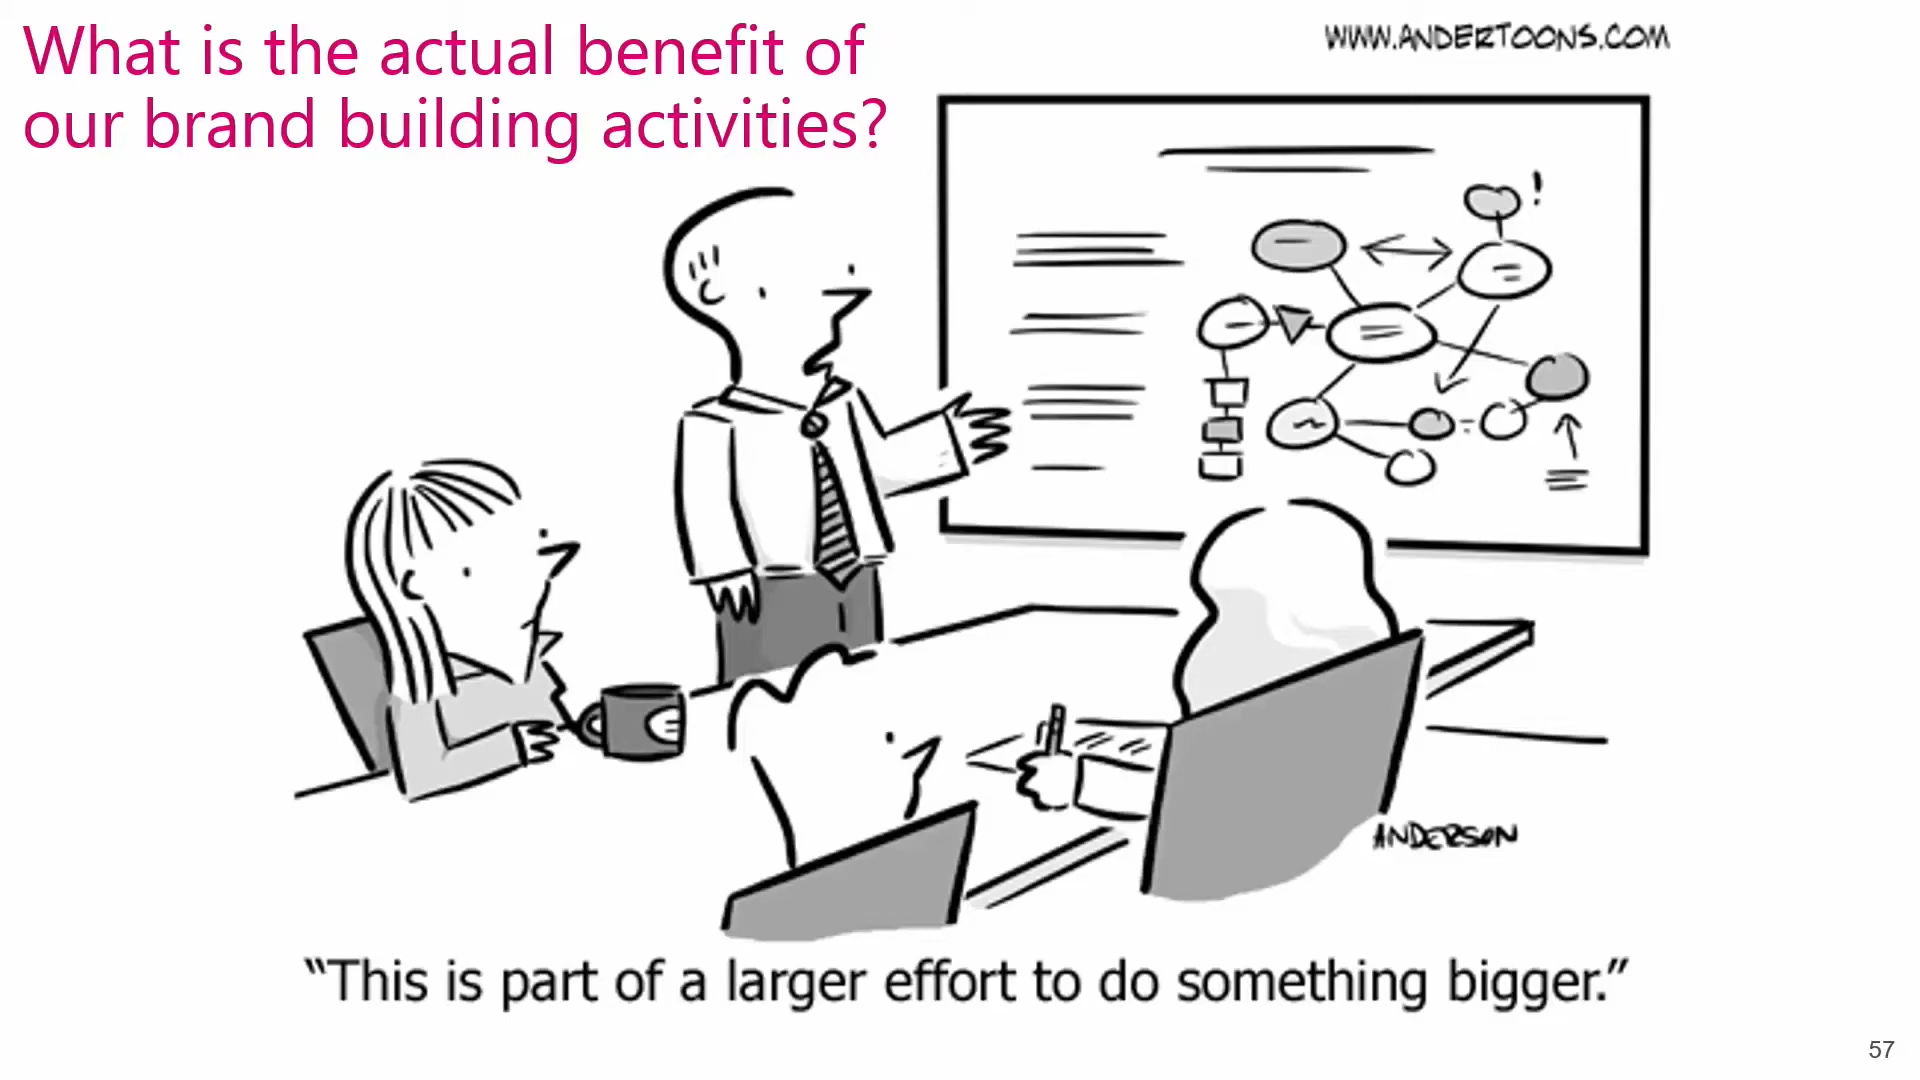 What is the actual benefit of
our brand building activities?
WWW.ANDERTOONS.COM
!
ANDERSON
“This is part of a larger effort to do something bigger.”
57